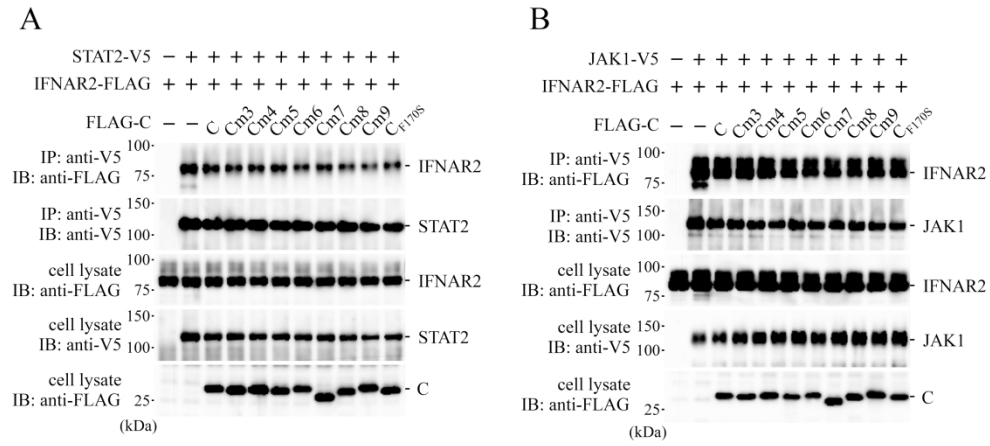 A
STAT2-V5 − + + + + + + + + + +
IFNAR2-FLAG + + + + + + + + + + +
FLAG-C − − C Cm3 Cm4 Cm5 Cm6 Cm7 Cm8 Cm9 C F170S
IP: anti-V5
IB: anti-FLAG
100
75
IFNAR2
IP: anti-V5
IB: anti-V5
150
100
STAT2
cell lysate
IB: anti-FLAG
100
75
IFNAR2
cell lysate
IB: anti-V5
150
100
STAT2
cell lysate
IB: anti-FLAG
25
C
(kDa)
B
JAK1-V5 − + + + + + + + + + +
IFNAR2-FLAG + + + + + + + + + + +
FLAG-C − − C Cm3 Cm4 Cm5 Cm6 Cm7 Cm8 Cm9 C F170S
IP: anti-V5
IB: anti-FLAG
100
75
IFNAR2
IP: anti-V5
IB: anti-V5
150
100
JAK1
cell lysate
IB: anti-FLAG
100
75
IFNAR2
cell lysate
IB: anti-V5
150
100
JAK1
cell lysate
IB: anti-FLAG
25
C
(kDa)